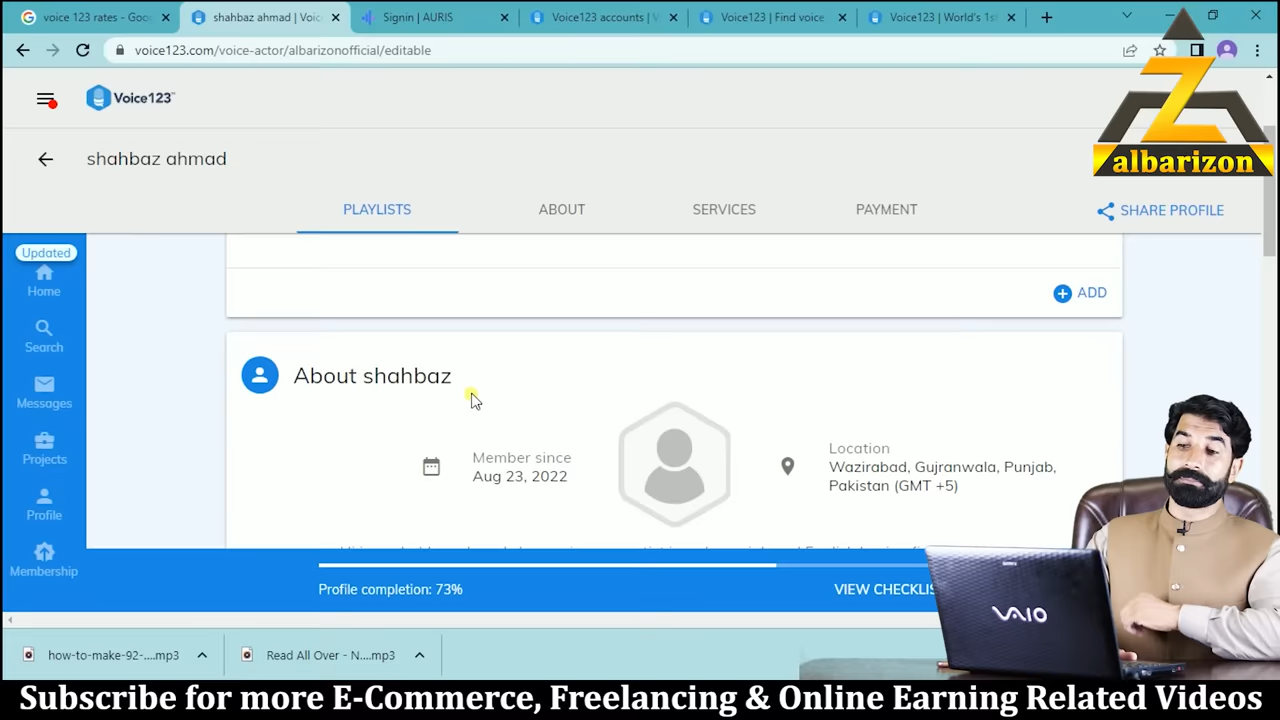 voice 123 rates - Goo
shahbaz ahmad | Voic
Signin | AURIS
Voice123 accounts | V
Voice123 | Find voice
Voice123 | World's 1st
voice123.com/voice-actor/albarizonofficial/editable
Voice123
albarizon
shahbaz ahmad
PLAYLISTS
ABOUT
SERVICES
PAYMENT
SHARE PROFILE
Updated
Home
Search
Messages
Projects
Profile
Membership
ADD
About shahbaz
Member since
Aug 23, 2022
Location
Wazirabad, Gujranwala, Punjab,
Pakistan (GMT +5)
Profile completion: 73%
VIEW CHECKLIS
VAIO
how-to-make-92-....mp3
Read All Over - N....mp3
Subscribe for more E-Commerce, Freelancing & Online Earning Related Videos